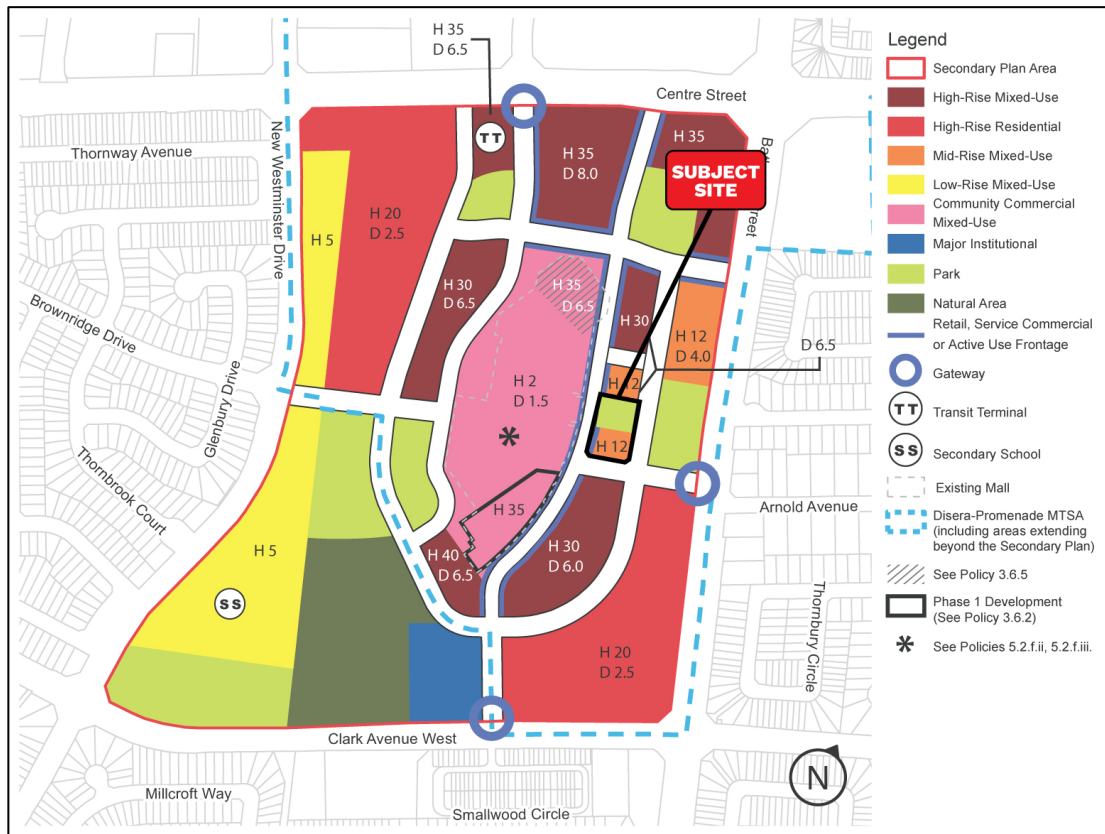 H 35
D 6.5
Centre Street
TT
Thornway Avenue
New Westminster Drive
H 35
D 8.0
H 35
SUBJECT
SITE
Street
H 20
D 2.5
H 5
H 30
D 6.5
H 35
D 6.5
H 30
H 12
D 4.0
D 6.5
Brownridge Drive
Glenbury Drive
H 2
D 1.5
H 12
Thornbrook Court
H 35
Arnold Avenue
H 5
H 40
D 6.5
H 30
D 6.0
SS
Thornbury Circle
H 20
D 2.5
Clark Avenue West
Millcroft Way
Smallwood Circle
N
Legend
Secondary Plan Area
High-Rise Mixed-Use
High-Rise Residential
Mid-Rise Mixed-Use
Low-Rise Mixed-Use
Community Commercial
Mixed-Use
Major Institutional
Park
Natural Area
Retail, Service Commercial
or Active Use Frontage
Gateway
TT
Transit Terminal
SS
Secondary School
Existing Mall
Disera-Promenade MTSA
(including areas extending
beyond the Secondary Plan)
See Policy 3.6.5
Phase 1 Development
(See Policy 3.6.2)
* See Policies 5.2.f.ii, 5.2.f.iii.